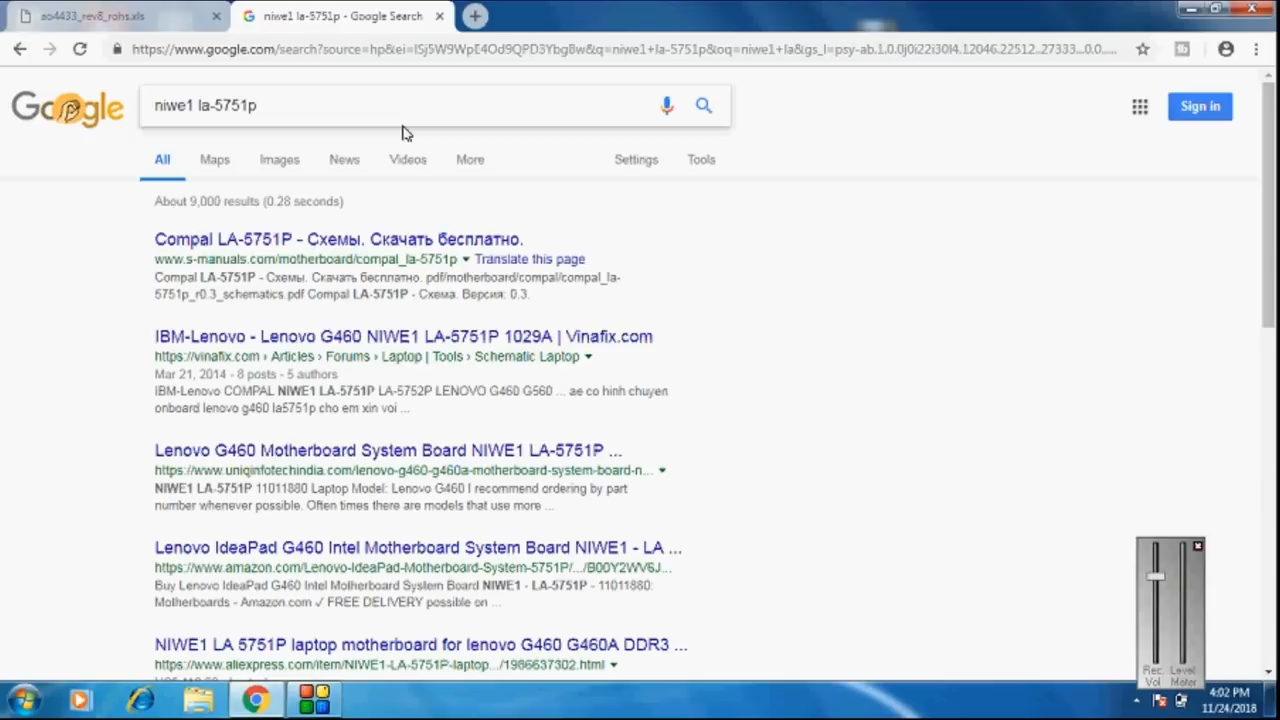 ao4433_rev8_rohs.xls
niwe1 la-5751p - Google Search
https://www.google.com/search?source=hp&ei=ISj5W9WpE4Od9QPD3YbgBw&q=niwe1+la-5751p&oq=niwe1+la&gs_l=psy-ab.1.0.0j0i22i30l4.12046.22512..27333...0.0.....
Google
niwe1 la-5751p
Sign in
All Maps Images News Videos More Settings Tools
About 9,000 results (0.28 seconds)
Compal LA-5751P - Схемы. Скачать бесплатно.
www.s-manuals.com/motherboard/compal_la-5751p Translate this page
Compal LA-5751P - Схемы. Скачать бесплатно. pdf/motherboard/compal/compal_la-
5751p_r0.3_schematics.pdf Compal LA-5751P - Схема. Версия: 0.3.
IBM-Lenovo - Lenovo G460 NIWE1 LA-5751P 1029A | Vinafix.com
https://vinafix.com › Articles › Forums › Laptop | Tools › Schematic Laptop
Mar 21, 2014 - 8 posts - 5 authors
IBM-Lenovo COMPAL NIWE1 LA-5751P LA-5752P LENOVO G460 G560 ... ae co hinh chuyen
onboard lenovo g460 la5751p cho em xin voi ...
Lenovo G460 Motherboard System Board NIWE1 LA-5751P ...
https://www.uniqinfotechindia.com/lenovo-g460-g460a-motherboard-system-board-n...
NIWE1 LA-5751P 11011880 Laptop Model: Lenovo G460 I recommend ordering by part
number whenever possible. Often times there are models that use more ...
Lenovo IdeaPad G460 Intel Motherboard System Board NIWE1 - LA ...
https://www.amazon.com/Lenovo-IdeaPad-Motherboard-System-5751P/.../B00Y2WV6J...
Buy Lenovo IdeaPad G460 Intel Motherboard System Board NIWE1 - LA-5751P - 11011880:
Motherboards - Amazon.com ✓ FREE DELIVERY possible on ...
NIWE1 LA 5751P laptop motherboard for lenovo G460 G460A DDR3 ...
https://www.aliexpress.com/item/NIWE1-LA-5751P-laptop.../1986637302.html
Rec. Level
Vol Meter
4:02 PM
11/24/2018